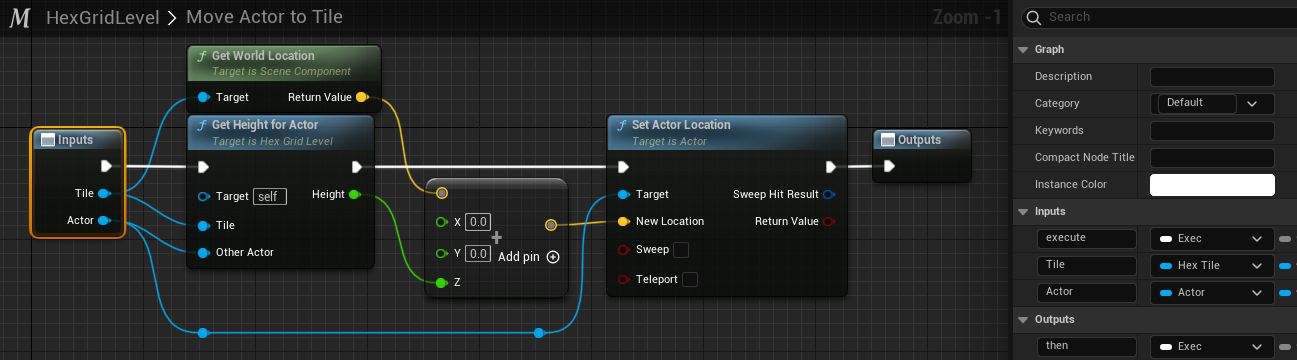 HexGridLevel > Move Actor to Tile
Zoom -1
Get World Location
Target is Scene Component
Target
Return Value
Inputs
Tile
Actor
Get Height for Actor
Target is Hex Grid Level
Target self
Height
Tile
Other Actor
X 0.0
Y 0.0
Add pin
Z
Set Actor Location
Target is Actor
Target
Sweep Hit Result
New Location
Return Value
Sweep
Teleport
Outputs
Search
Graph
Description
Category Default
Keywords
Compact Node Title
Instance Color
Inputs
execute Exec
Tile Hex Tile
Actor Actor
Outputs
then Exec